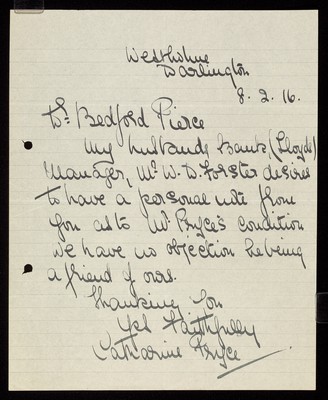 Westholme
Darlington
8. 2. 16.
Dr. Bedford Pierce
My husbands bank, (Lloyds)
Manager, Mr. W. D. Forster desires
to have a personal note from
you as to Mr Pryce's condition
We have no objection he being
a friend of ours.
Thanking you
Yrs faithfully
Catharine Pryce